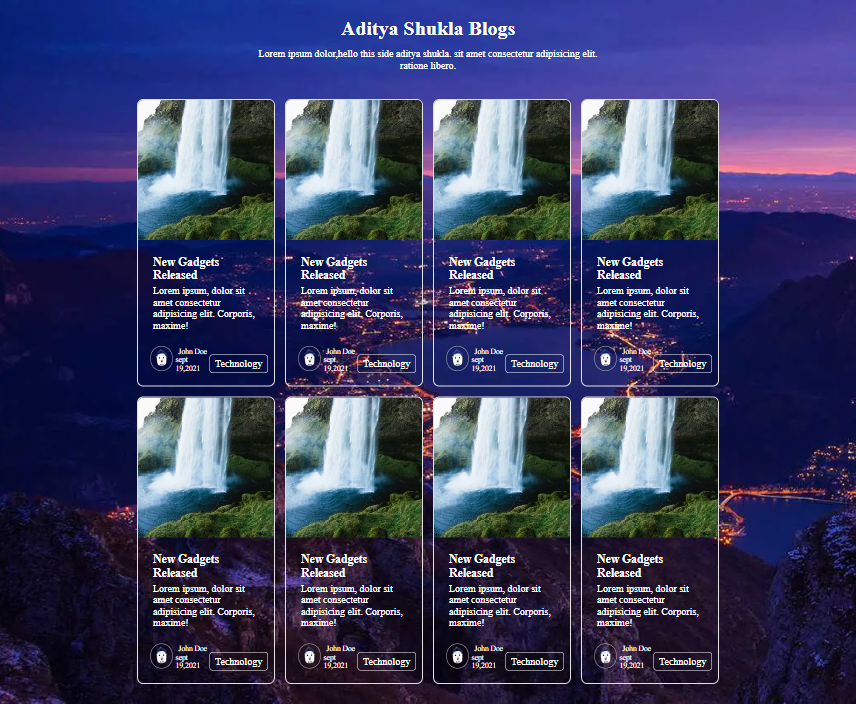 Aditya Shukla Blogs
Lorem ipsum dolor,hello this side aditya shukla. sit amet consectetur adipisicing elit.
ratione libero.
New Gadgets
Released
Lorem ipsum, dolor sit
amet consectetur
adipisicing elit. Corporis,
maxime!
John Doe
sept
19,2021
Technology
New Gadgets
Released
Lorem ipsum, dolor sit
amet consectetur
adipisicing elit. Corporis,
maxime!
John Doe
sept
19,2021
Technology
New Gadgets
Released
Lorem ipsum, dolor sit
amet consectetur
adipisicing elit. Corporis,
maxime!
John Doe
sept
19,2021
Technology
New Gadgets
Released
Lorem ipsum, dolor sit
amet consectetur
adipisicing elit. Corporis,
maxime!
John Doe
sept
19,2021
Technology
New Gadgets
Released
Lorem ipsum, dolor sit
amet consectetur
adipisicing elit. Corporis,
maxime!
John Doe
sept
19,2021
Technology
New Gadgets
Released
Lorem ipsum, dolor sit
amet consectetur
adipisicing elit. Corporis,
maxime!
John Doe
sept
19,2021
Technology
New Gadgets
Released
Lorem ipsum, dolor sit
amet consectetur
adipisicing elit. Corporis,
maxime!
John Doe
sept
19,2021
Technology
New Gadgets
Released
Lorem ipsum, dolor sit
amet consectetur
adipisicing elit. Corporis,
maxime!
John Doe
sept
19,2021
Technology